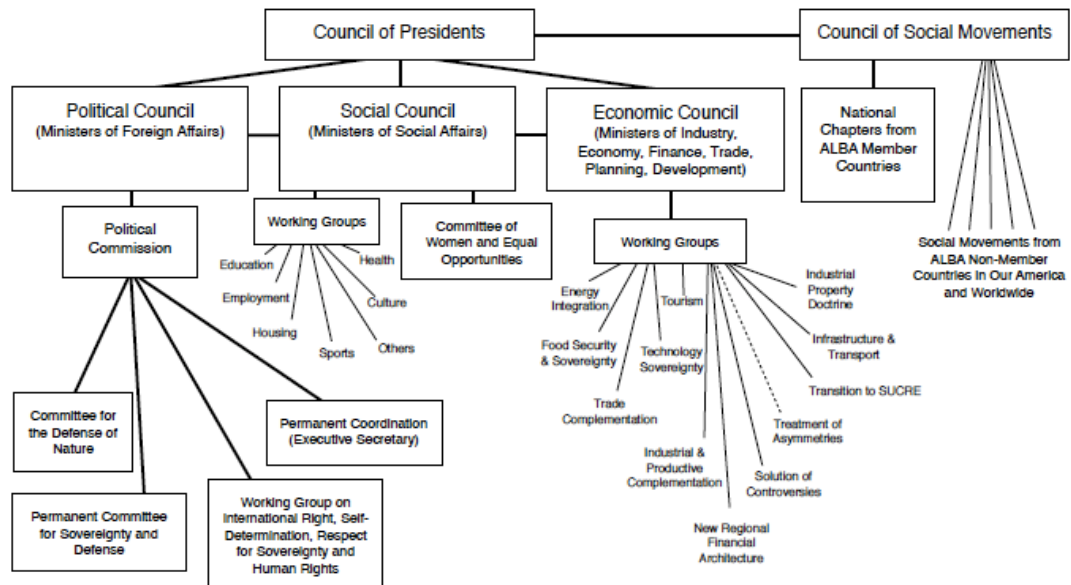 Council of Presidents
Council of Social Movements
Political Council
(Ministers of Foreign Affairs)
Social Council
(Ministers of Social Affairs)
Economic Council
(Ministers of Industry,
Economy, Finance, Trade,
Planning, Development)
National
Chapters from
ALBA Member
Countries
Political
Commission
Working Groups
Committee of
Women and Equal
Opportunities
Working Groups
Social Movements from
ALBA Non-Member
Countries in Our America
and Worldwide
Education
Health
Employment
Culture
Housing
Sports
Others
Energy
Integration
Tourism
Industrial
Property
Doctrine
Food Security
& Sovereignty
Technology
Sovereignty
Infrastructure &
Transport
Trade
Complementation
Transition to SUCRE
Treatment of
Asymmetries
Industrial &
Productive
Complementation
Solution of
Controversies
New Regional
Financial
Architecture
Committee for
the Defense of
Nature
Permanent Coordination
(Executive Secretary)
Permanent Committee
for Sovereignty and
Defense
Working Group on
International Right, Self-
Determination, Respect
for Sovereignty and
Human Rights